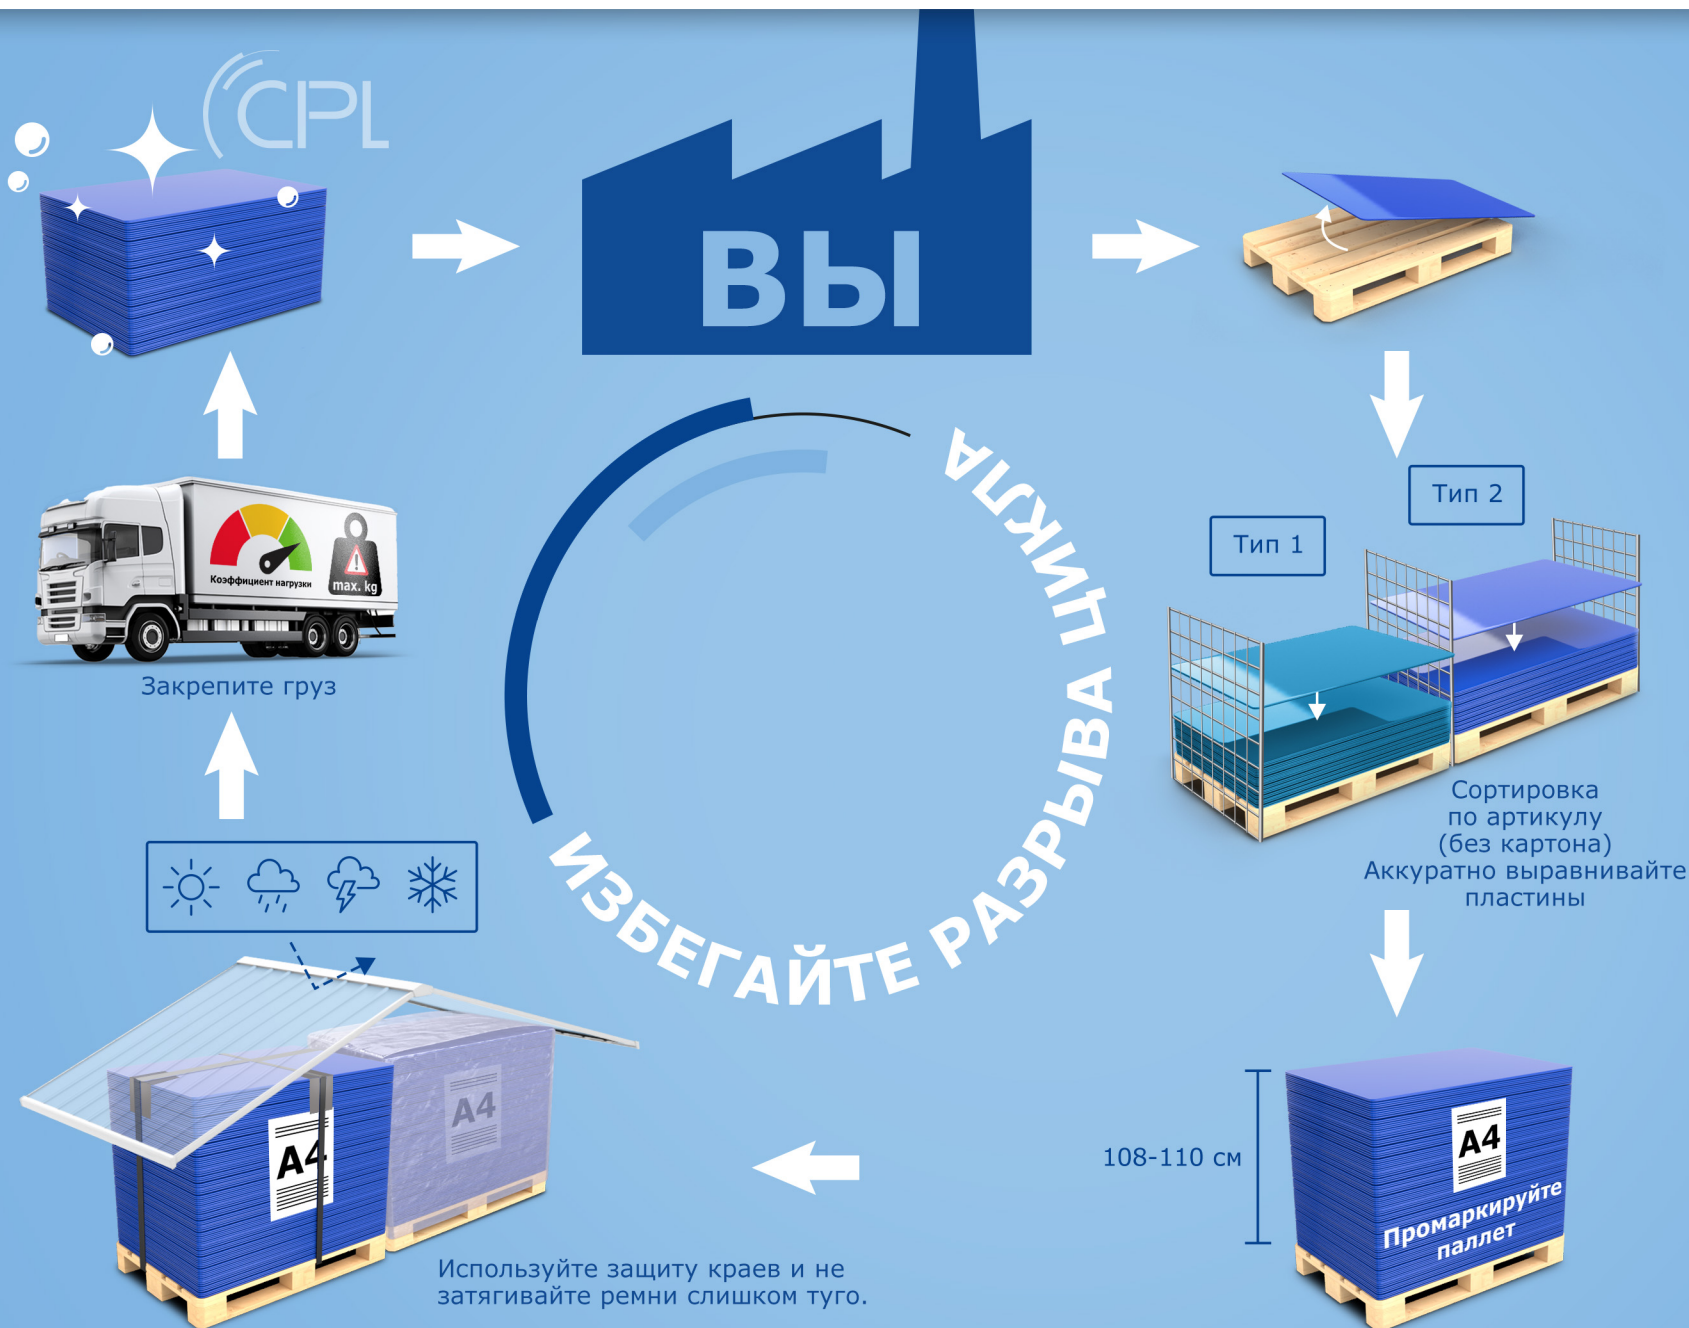 CPL
ВЫ
Тип 2
Тип 1
Коэффициент нагрузки
max. kg
Закрепите груз
ИЗБЕГАЙТЕ РАЗРЫВА ЦИКЛА
Сортировка
по артикулу
(без картона)
Аккуратно выравнивайте
пластины
A4
A4
108-110 см
A4
Промаркируйте
паллет
Используйте защиту краев и не
затягивайте ремни слишком туго.